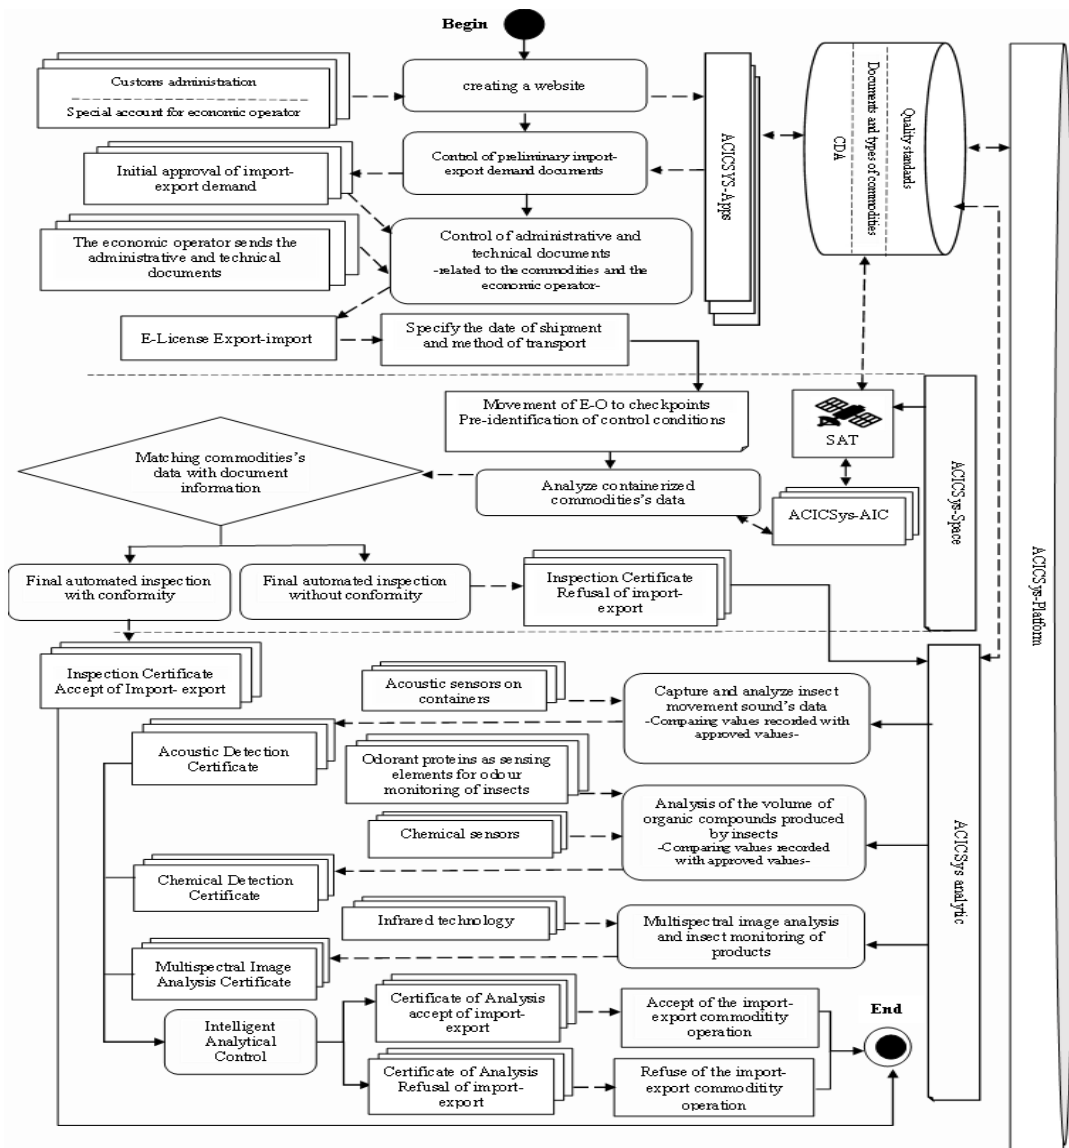 Begin
Customs administration
Special account for economic operator
creating a website
Initial approval of import-
export demand
Control of preliminary import-
export demand documents
The economic operator sends the
administrative and technical
documents
Control of administrative and
technical documents
-related to the commodities and the
economic operator-
E-License Export-import
Specify the date of shipment
and method of transport
ACICSYS-Apps
CDA
Documents and types of commodities
Quality standards
ACICSys-Platform
Movement of E-O to checkpoints
Pre-identification of control conditions
SAT
Matching commodities's
data with document
information
Analyze containerized
commodities's data
ACICSys-AIC
ACICSys-Space
Final automated inspection
with conformity
Final automated inspection
without conformity
Inspection Certificate
Refusal of import-
export
Inspection Certificate
Accept of Import- export
Acoustic sensors on
containers
Capture and analyze insect
movement sound's data
-Comparing values recorded with
approved values-
Acoustic Detection
Certificate
Odorant proteins as sensing
elements for odour
monitoring of insects
Analysis of the volume of
organic compounds produced
by insects
-Comparing values recorded
with approved values-
Chemical sensors
Chemical Detection
Certificate
Infrared technology
Multispectral image analysis
and insect monitoring of
products
Multispectral Image
Analysis Certificate
ACICSys analytic
Intelligent
Analytical
Control
Certificate of Analysis
accept of import-
export
Accept of the import-
export commoditity
operation
End
Certificate of Analysis
Refusal of import-
export
Refuse of the import-
export commoditity
operation